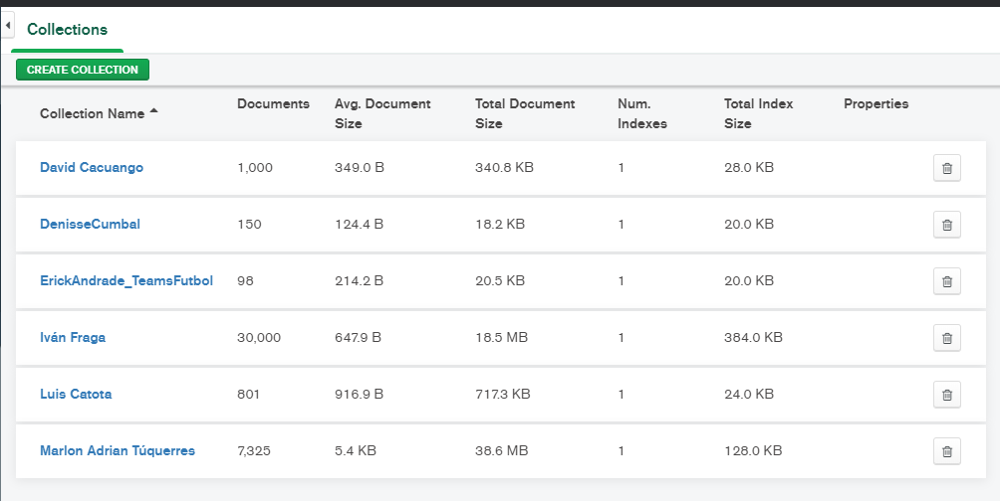 Collections
CREATE COLLECTION
Collection Name Documents Avg. Document Size Total Document Size Num. Indexes Total Index Size Properties
David Cacuango 1,000 349.0 B 340.8 KB 1 28.0 KB
DenisseCumbal 150 124.4 B 18.2 KB 1 20.0 KB
ErickAndrade_TeamsFutbol 98 214.2 B 20.5 KB 1 20.0 KB
Iván Fraga 30,000 647.9 B 18.5 MB 1 384.0 KB
Luis Catota 801 916.9 B 717.3 KB 1 24.0 KB
Marlon Adrian Túquerres 7,325 5.4 KB 38.6 MB 1 128.0 KB